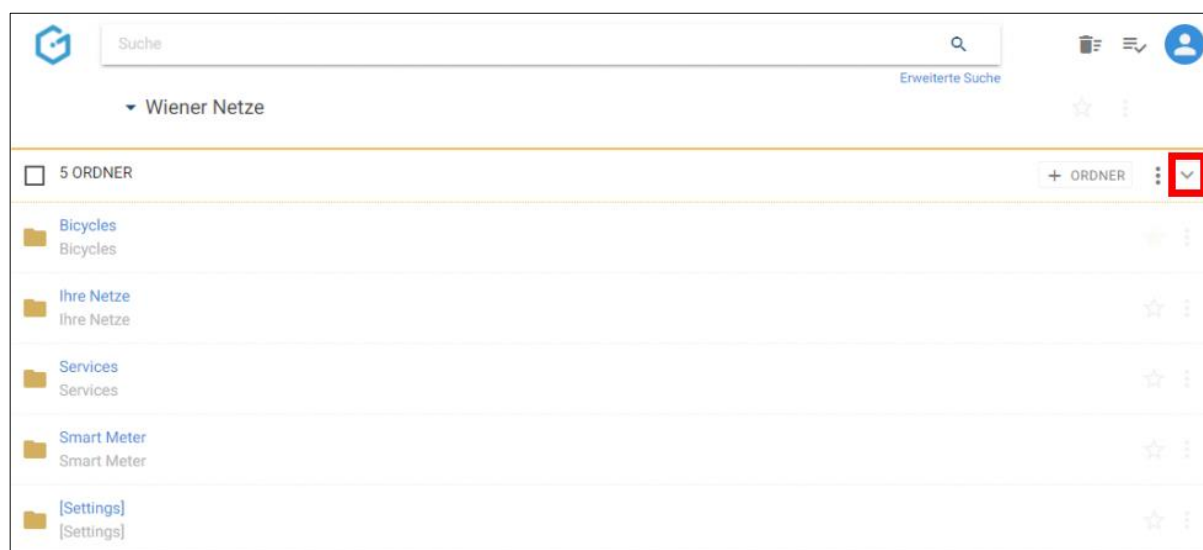 Suche
Erweiterte Suche
Wiener Netze
5 ORDNER
+ ORDNER
Bicycles
Bicycles
Ihre Netze
Ihre Netze
Services
Services
Smart Meter
Smart Meter
[Settings]
[Settings]